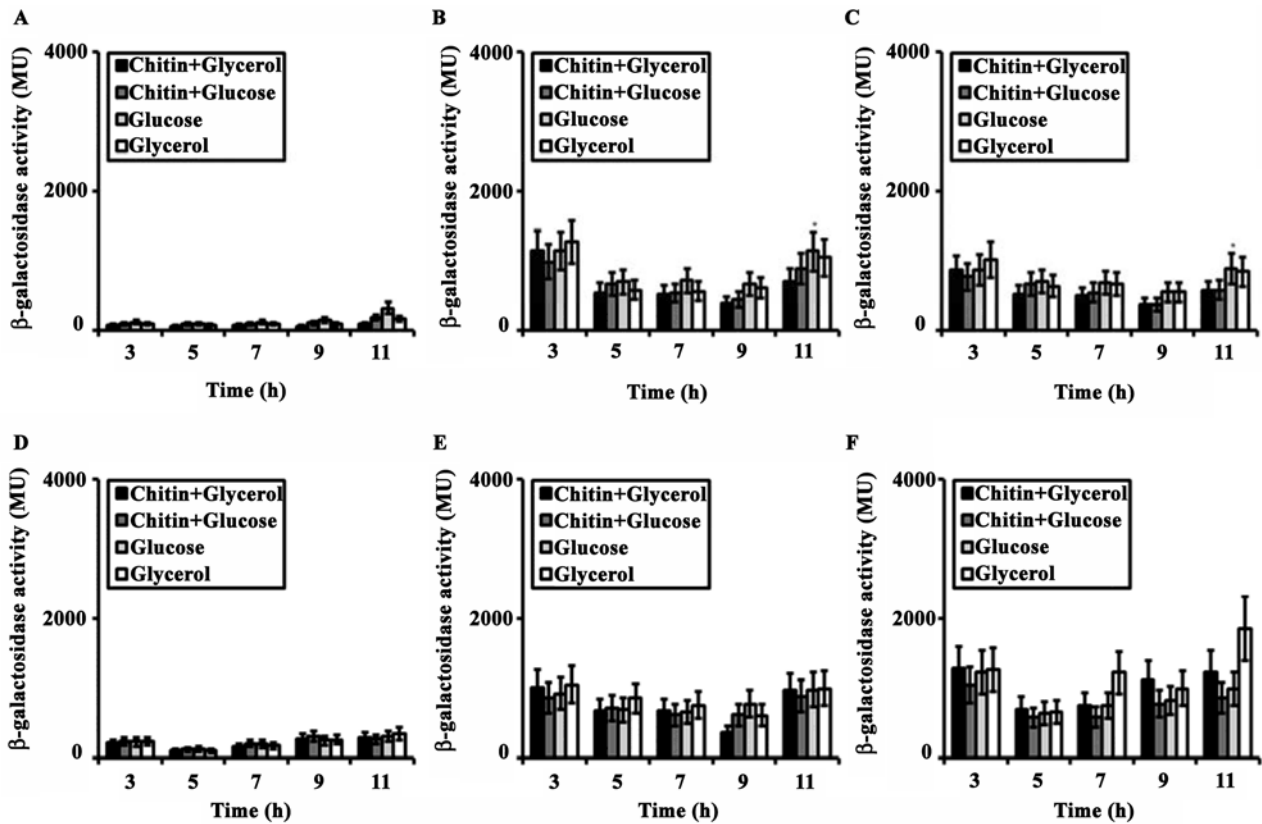 A
β-galactosidase activity (MU)
4000
2000
0
Chitin+Glycerol
Chitin+Glucose
Glucose
Glycerol
3 5 7 9 11
Time (h)
B
β-galactosidase activity (MU)
4000
2000
0
Chitin+Glycerol
Chitin+Glucose
Glucose
Glycerol
*
3 5 7 9 11
Time (h)
C
β-galactosidase activity (MU)
4000
2000
0
Chitin+Glycerol
Chitin+Glucose
Glucose
Glycerol
*
3 5 7 9 11
Time (h)
D
β-galactosidase activity (MU)
4000
2000
0
Chitin+Glycerol
Chitin+Glucose
Glucose
Glycerol
3 5 7 9 11
Time (h)
E
β-galactosidase activity (MU)
4000
2000
0
Chitin+Glycerol
Chitin+Glucose
Glucose
Glycerol
3 5 7 9 11
Time (h)
F
β-galactosidase activity (MU)
4000
2000
0
Chitin+Glycerol
Chitin+Glucose
Glucose
Glycerol
3 5 7 9 11
Time (h)